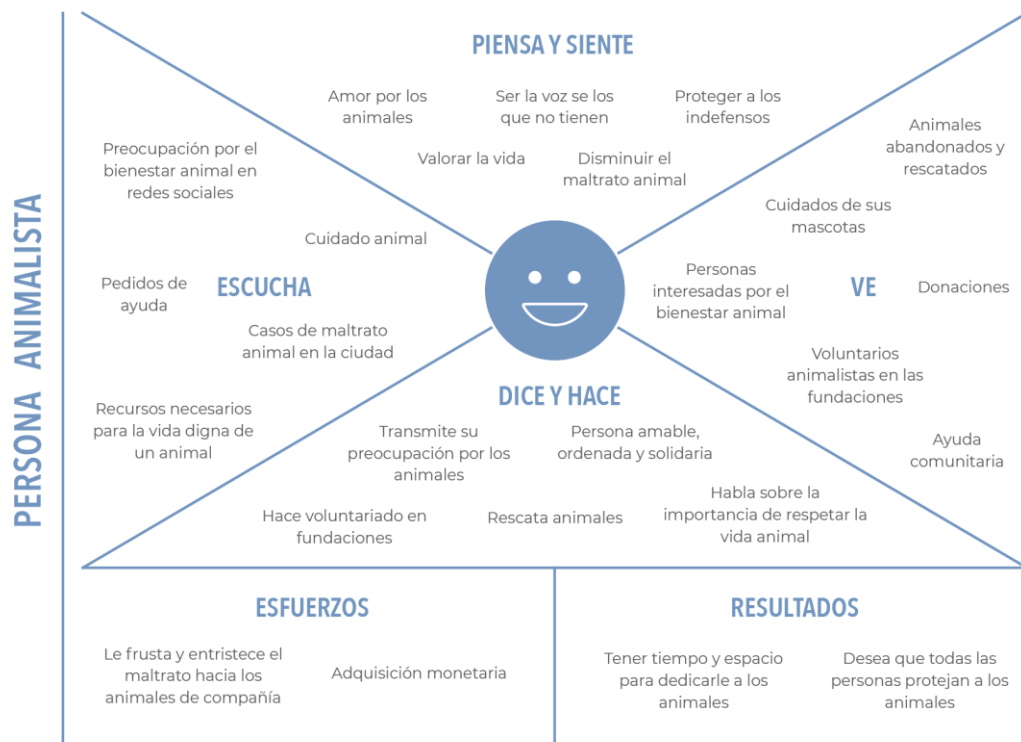 PERSONA ANIMALISTA
PIENSA Y SIENTE
Amor por los
animales
Ser la voz se los
que no tienen
Proteger a los
indefensos
Valorar la vida
Disminuir el
maltrato animal
ESCUCHA
Preocupación por el
bienestar animal en
redes sociales
Cuidado animal
Pedidos de
ayuda
Casos de maltrato
animal en la ciudad
Recursos necesarios
para la vida digna de
un animal
VE
Animales
abandonados y
rescatados
Cuidados de sus
mascotas
Personas
interesadas por el
bienestar animal
Donaciones
Voluntarios
animalistas en las
fundaciones
Ayuda
comunitaria
DICE Y HACE
Transmite su
preocupación por los
animales
Persona amable,
ordenada y solidaria
Hace voluntariado en
fundaciones
Rescata animales
Habla sobre la
importancia de respetar la
vida animal
ESFUERZOS
Le frusta y entristece el
maltrato hacia los
animales de compañía
Adquisición monetaria
RESULTADOS
Tener tiempo y espacio
para dedicarle a los
animales
Desea que todas las
personas protejan a los
animales